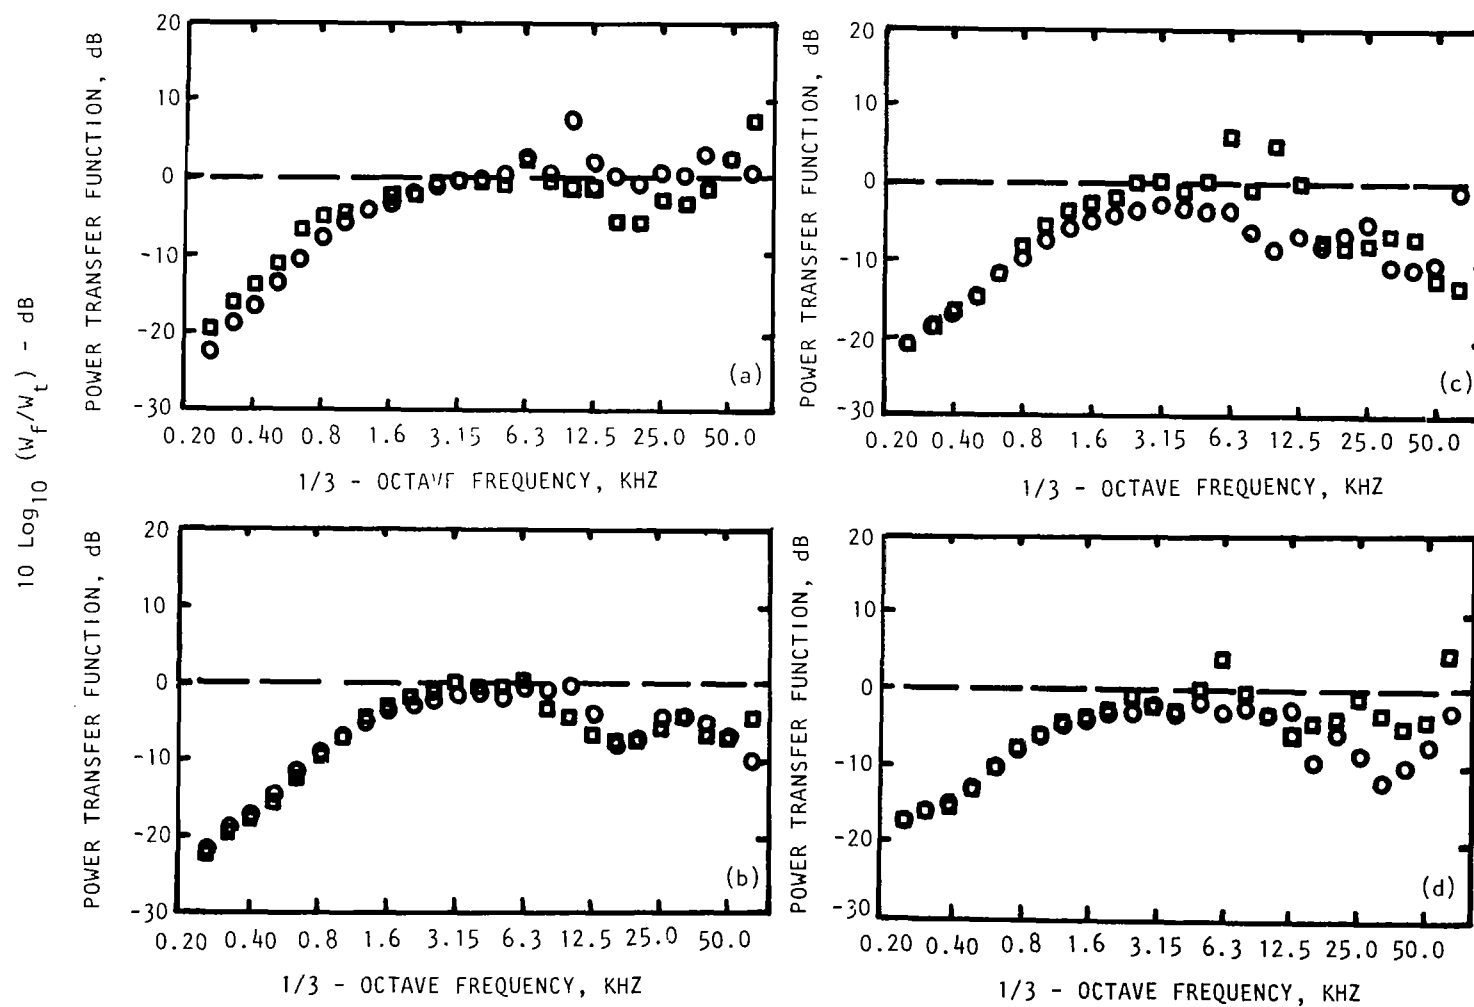 10 Log10 (Wf/Wt) - dB
POWER TRANSFER FUNCTION, dB
20
10
0
-10
-20
-30
(a)
0.20 0.40 0.8 1.6 3.15 6.3 12.5 25.0 50.0
1/3 - OCTAVE FREQUENCY, KHZ
POWER TRANSFER FUNCTION, dB
20
10
0
-10
-20
-30
(c)
0.20 0.40 0.8 1.6 3.15 6.3 12.5 25.0 50.0
1/3 - OCTAVE FREQUENCY, KHZ
POWER TRANSFER FUNCTION, dB
20
10
0
-10
-20
-30
(b)
0.20 0.40 0.8 1.6 3.15 6.3 12.5 25.0 50.0
1/3 - OCTAVE FREQUENCY, KHZ
POWER TRANSFER FUNCTION, dB
20
10
0
-10
-20
-30
(d)
0.20 0.40 0.8 1.6 3.15 6.3 12.5 25.0 50.0
1/3 - OCTAVE FREQUENCY, KHZ